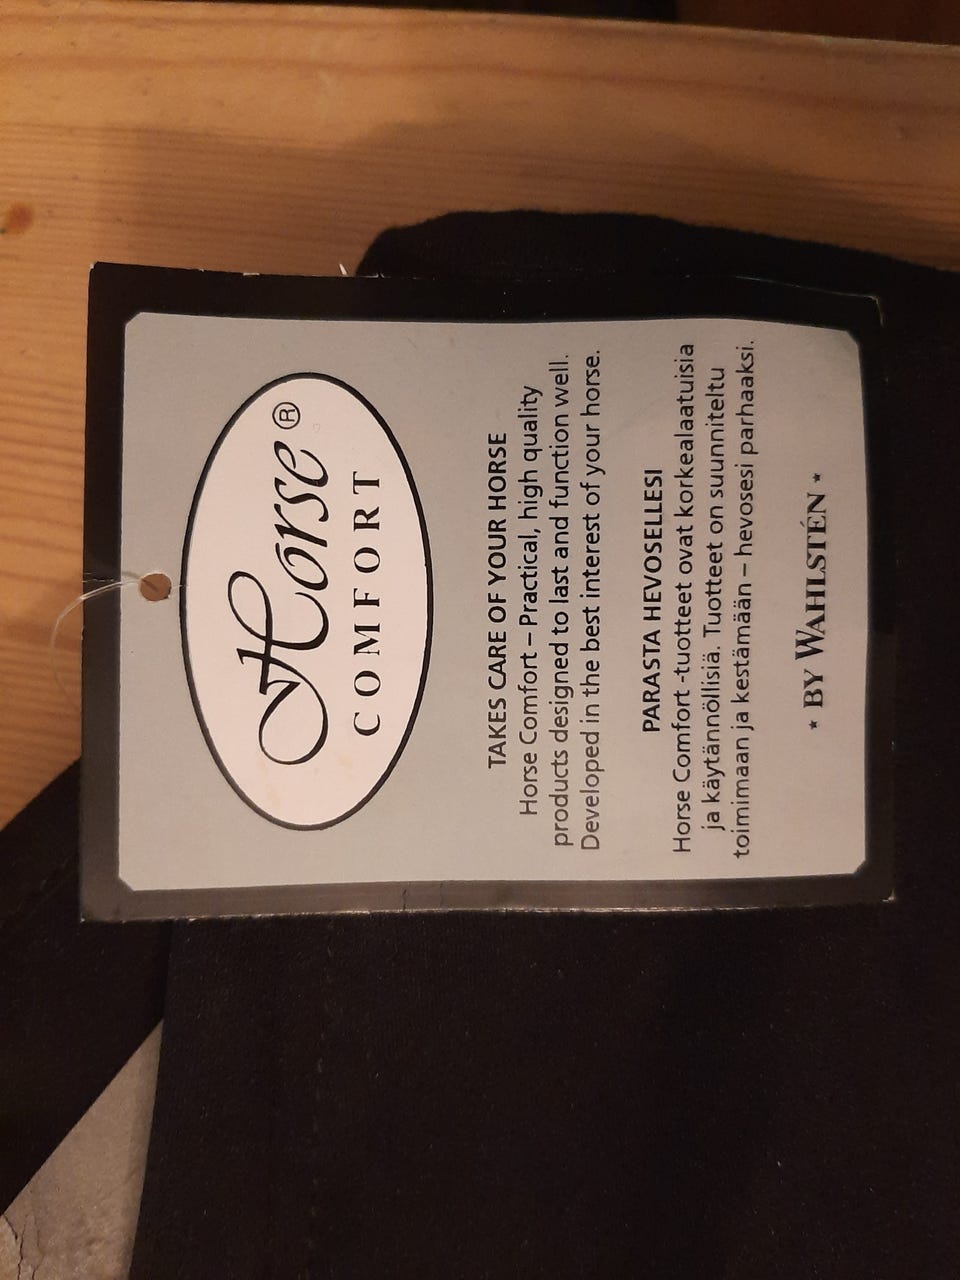 Horse ®
COMFORT
TAKES CARE OF YOUR HORSE
Horse Comfort – Practical, high quality
products designed to last and function well.
Developed in the best interest of your horse.
PARASTA HEVOSELLESI
Horse Comfort -tuotteet ovat korkealaatuisia
ja käytännöllisiä. Tuotteet on suunniteltu
toimimaan ja kestämään – hevosesi parhaaksi.
★ BY WAHLSTÉN ★